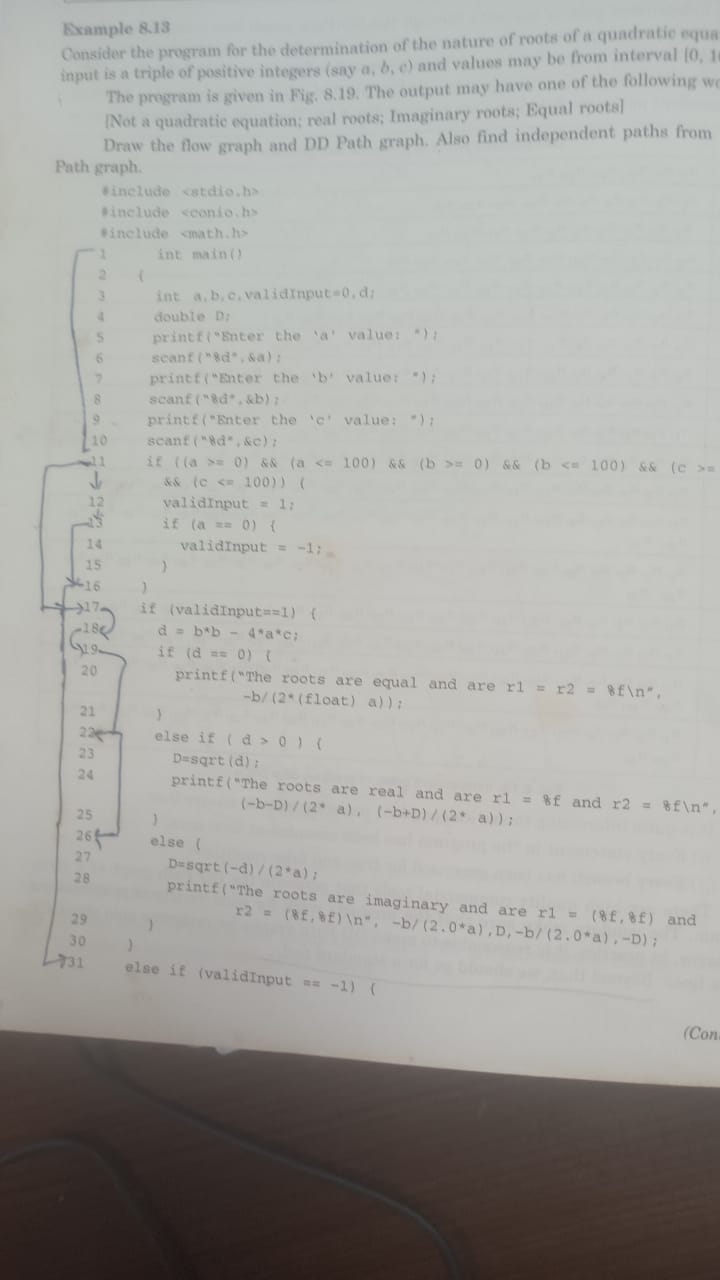 Example 8.13
Consider the program for the determination of the nature of roots of a quadratic equa
input is a triple of positive integers (say a, b, c) and values may be from interval [0, 1
The program is given in Fig. 8.19. The output may have one of the following wo
[Not a quadratic equation; real roots; Imaginary roots; Equal roots]
Draw the flow graph and DD Path graph. Also find independent paths from
Path graph.
#include <stdio.h>
#include <conio.h>
#include <math.h>
1 int main()
2 {
3 int a,b,c,validInput=0,d;
4 double D;
5 printf("Enter the 'a' value: ");
6 scanf("%d",&a);
7 printf("Enter the 'b' value: ");
8 scanf("%d",&b);
9 printf("Enter the 'c' value: ");
10 scanf("%d",&c);
11 if ((a >= 0) && (a <= 100) && (b >= 0) && (b <= 100) && (c >=
&& (c <= 100)) {
12 validInput = 1;
13 if (a == 0) {
14 validInput = -1;
15 }
16 }
17 if (validInput==1) {
18 d = b*b - 4*a*c;
19 if (d == 0) {
20 printf("The roots are equal and are r1 = r2 = %f\n",
-b/(2*(float) a));
21 }
22 else if ( d > 0 ) {
23 D=sqrt(d);
24 printf("The roots are real and are r1 = %f and r2 = %f\n",
(-b-D)/(2* a), (-b+D)/(2* a));
25 }
26 else {
27 D=sqrt(-d)/(2*a);
28 printf("The roots are imaginary and are r1 = (%f,%f) and
r2 = (%f,%f)\n", -b/(2.0*a),D,-b/(2.0*a),-D);
29 }
30 }
31 else if (validInput == -1) {
(Con